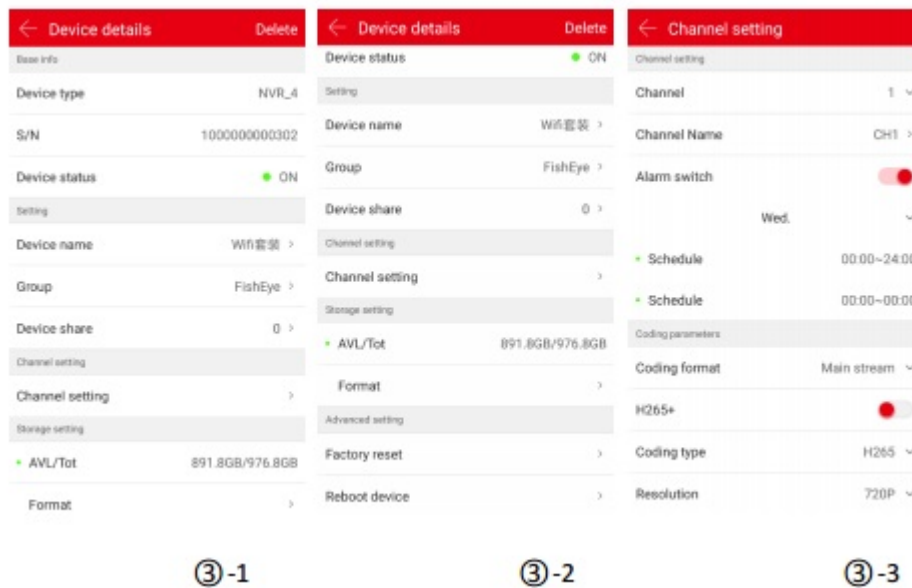 Device details Delete
Base info
Device type NVR_4
S/N 1000000000302
Device status ON
Setting
Device name Wifi套装
Group FishEye
Device share 0
Channel setting
Channel setting
Storage setting
AVL/Tot 891.8GB/976.8GB
Format
③-1
Device details Delete
Device status ON
Setting
Device name Wifi套装
Group FishEye
Device share 0
Channel setting
Channel setting
Storage setting
AVL/Tot 891.8GB/976.8GB
Format
Advanced setting
Factory reset
Reboot device
③-2
Channel setting
Channel setting
Channel 1
Channel Name CH1
Alarm switch
Wed.
Schedule 00:00~24:00
Schedule 00:00~00:00
Coding parameters
Coding format Main stream
H265+
Coding type H265
Resolution 720P
③-3